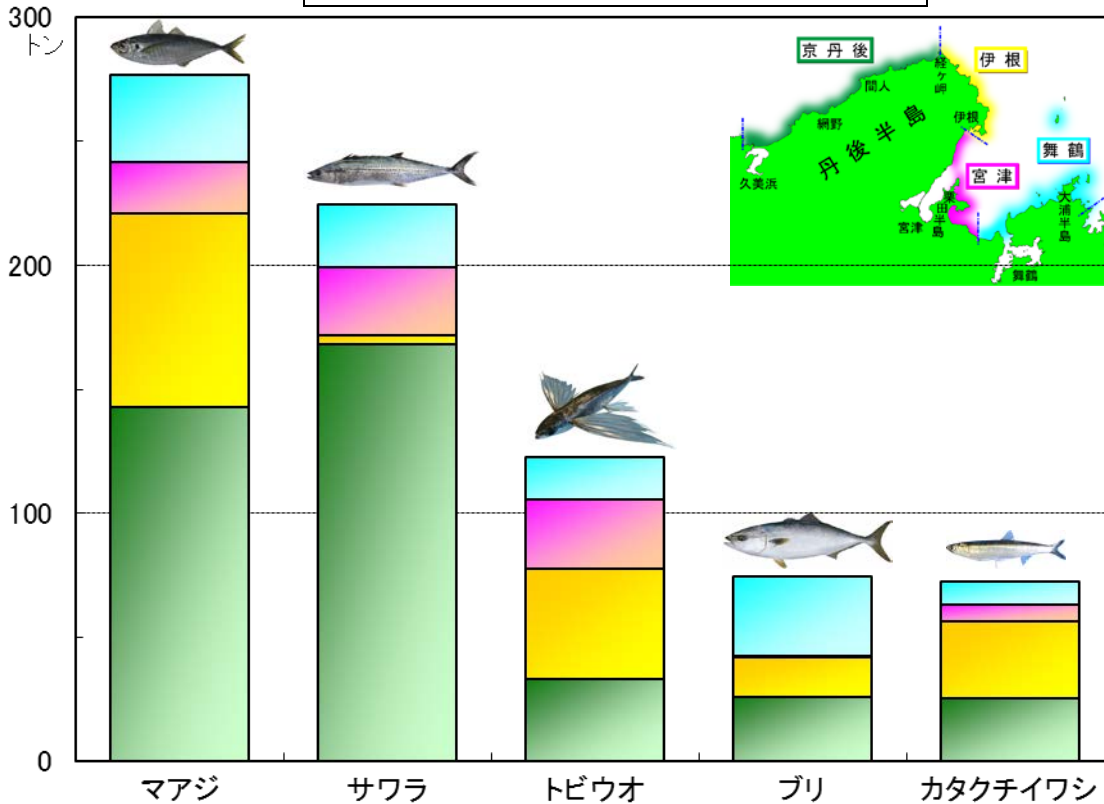 300
トン
200
100
0
マアジ
サワラ
トビウオ
ブリ
カタクチイワシ
京丹後
伊根
舞鶴
宮津
経ヶ岬
間人
網野
伊根
丹後半島
久美浜
栗田半島
宮津
大浦半島
舞鶴